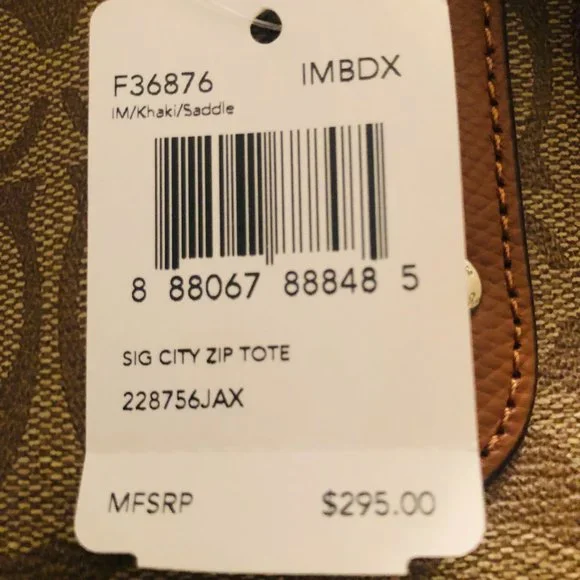 F36876 IMBDX
IM/Khaki/Saddle
8 88067 88848 5
SIG CITY ZIP TOTE
228756JAX
MFSRP $295.00